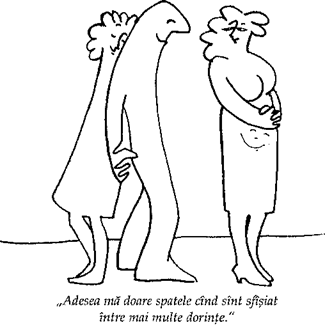 „Adesea mă doare spatele cînd sînt sfîșiat
între mai multe dorințe.“